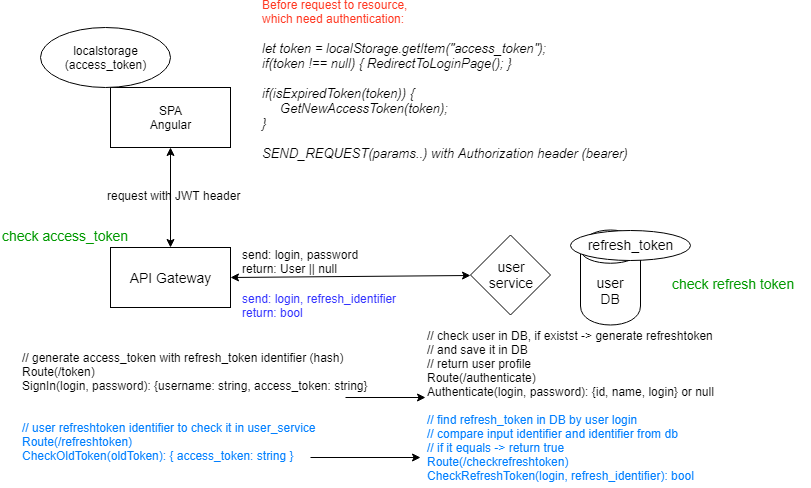 Before request to resource,
which need authentication:
let token = localStorage.getItem("access_token");
if(token !== null) { RedirectToLoginPage(); }
if(isExpiredToken(token)) {
GetNewAccessToken(token);
}
SEND_REQUEST(params..) with Authorization header (bearer)
localstorage
(access_token)
SPA
Angular
request with JWT header
check access_token
API Gateway
send: login, password
return: User || null
send: login, refresh_identifier
return: bool
user
service
refresh_token
user
DB
check refresh token
// generate access_token with refresh_token identifier (hash)
Route(/token)
SignIn(login, password): {username: string, access_token: string}
// check user in DB, if existst -> generate refreshtoken
// and save it in DB
// return user profile
Route(/authenticate)
Authenticate(login, password): {id, name, login} or null
// user refreshtoken identifier to check it in user_service
Route(/refreshtoken)
CheckOldToken(oldToken): { access_token: string }
// find refresh_token in DB by user login
// compare input identifier and identifier from db
// if it equals -> return true
Route(/checkrefreshtoken)
CheckRefreshToken(login, refresh_identifier): bool